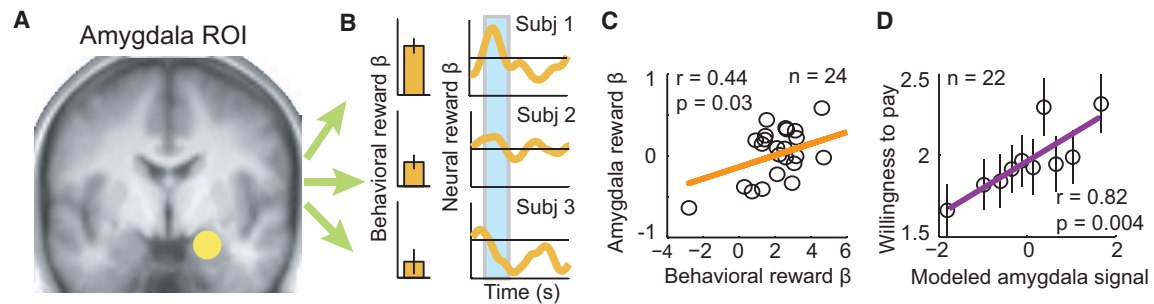 A
Amygdala ROI
B
Behavioral reward β
Neural reward β
Subj 1
Subj 2
Subj 3
Time (s)
C
Amygdala reward β
1
0
-1
r = 0.44
p = 0.03
n = 24
−4 −2 0 2 4 6
Behavioral reward β
D
Willingness to pay
2.5
2
1.5
n = 22
r = 0.82
p = 0.004
−2 0 2
Modeled amygdala signal